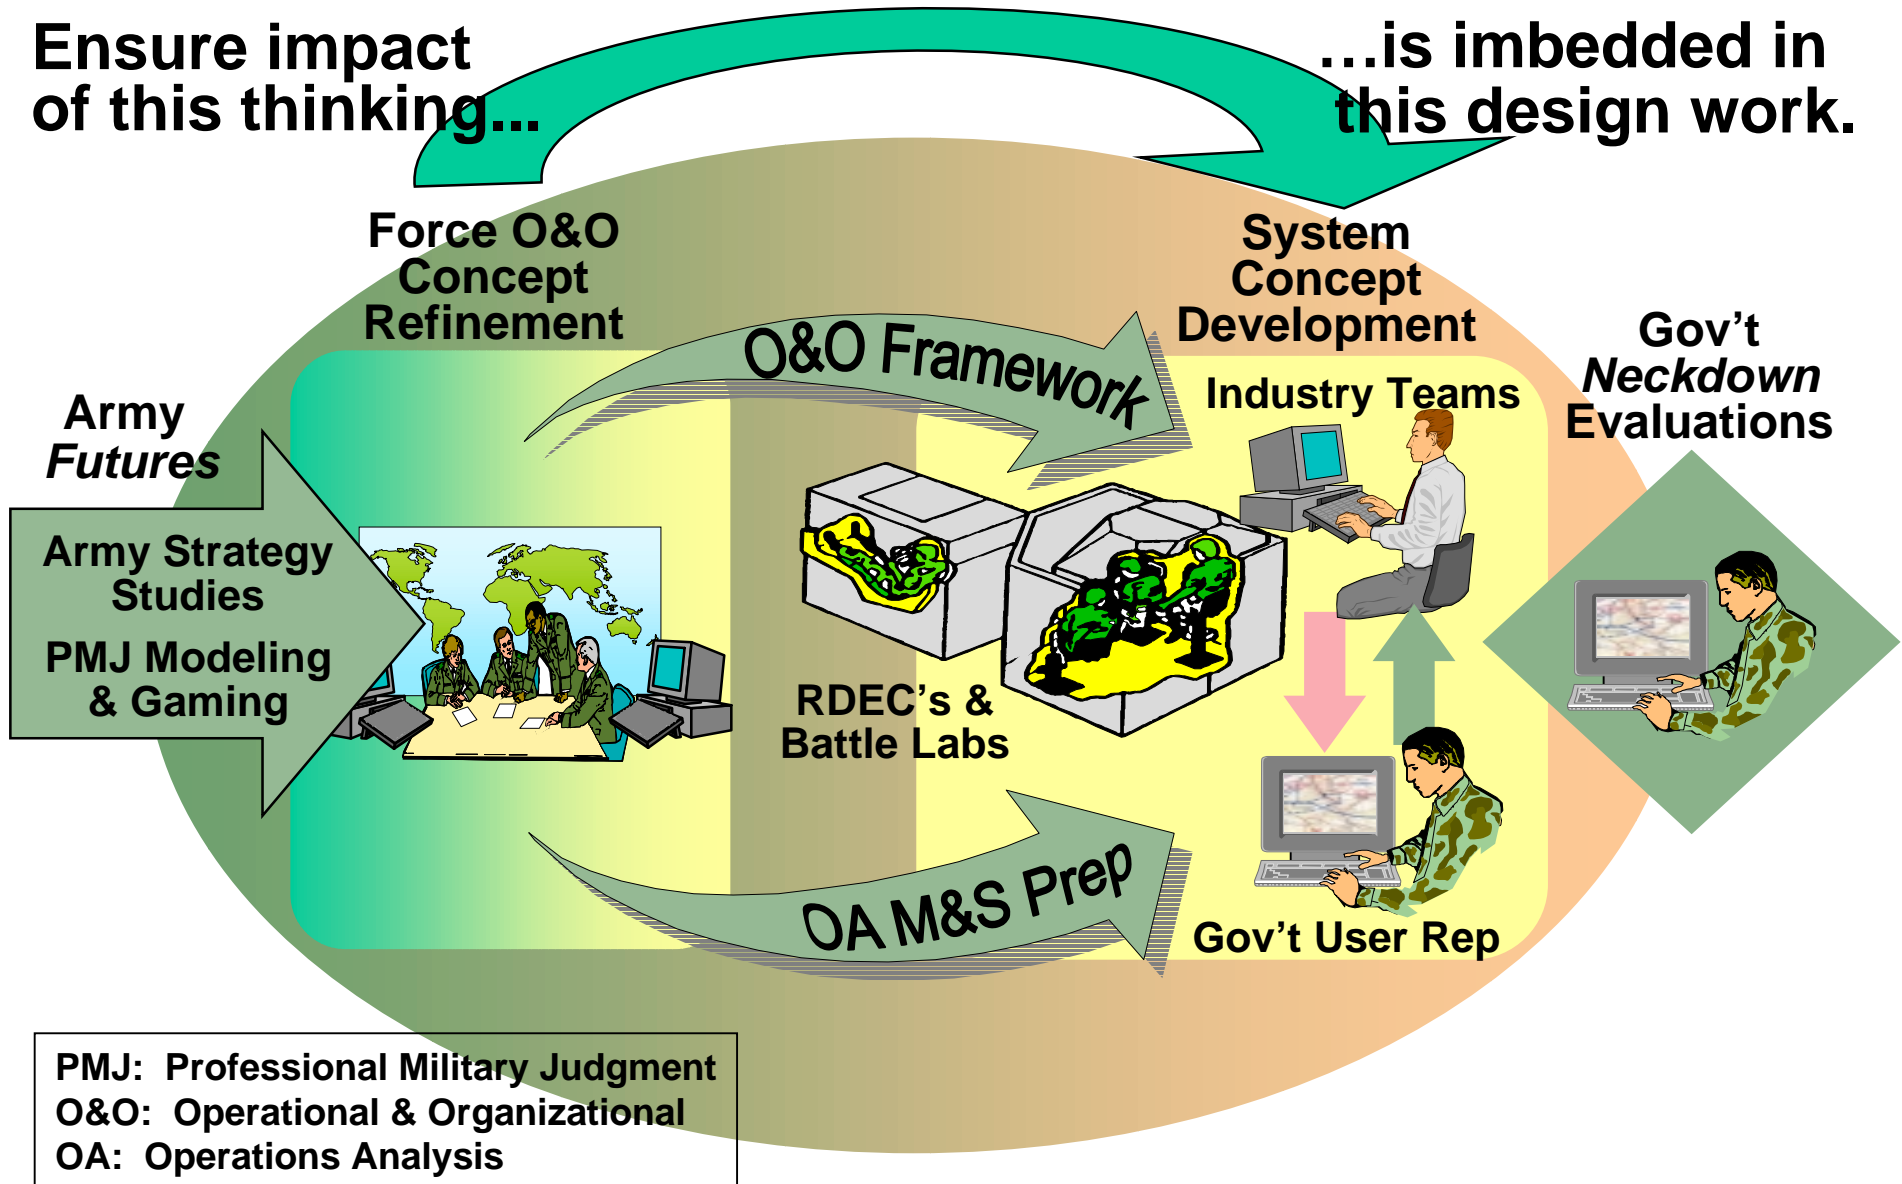 Ensure impact
of this thinking...
…is imbedded in
this design work.
Force O&O
Concept
Refinement
System
Concept
Development
Gov't
Neckdown
Evaluations
Army
Futures
Army Strategy
Studies
PMJ Modeling
& Gaming
O&O Framework
Industry Teams
RDEC's &
Battle Labs
OA M&S Prep
Gov't User Rep
PMJ: Professional Military Judgment
O&O: Operational & Organizational
OA: Operations Analysis